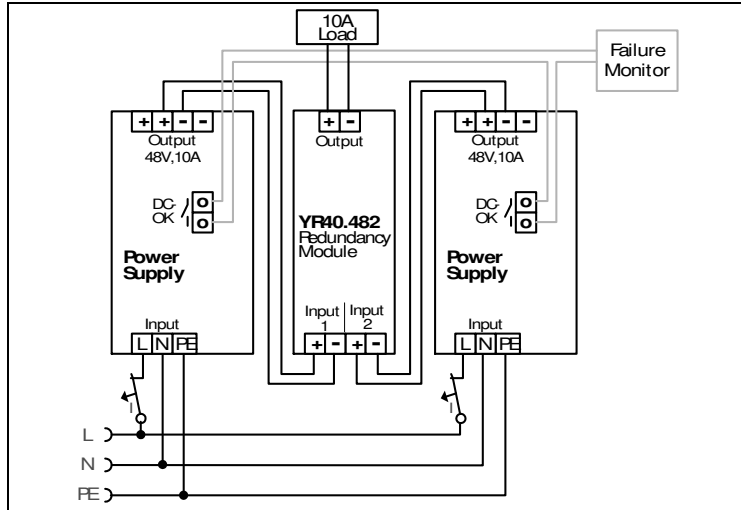 10A
Load
Failure
Monitor
+ + - -
Output
48V,10A
DC-
OK
Power
Supply
Input
L N PE
+ -
Output
YR40.482
Redundancy
Module
Input
1
Input
2
+ - + -
+ + - -
Output
48V,10A
DC-
OK
Power
Supply
Input
L N PE
I
I
L
N
PE